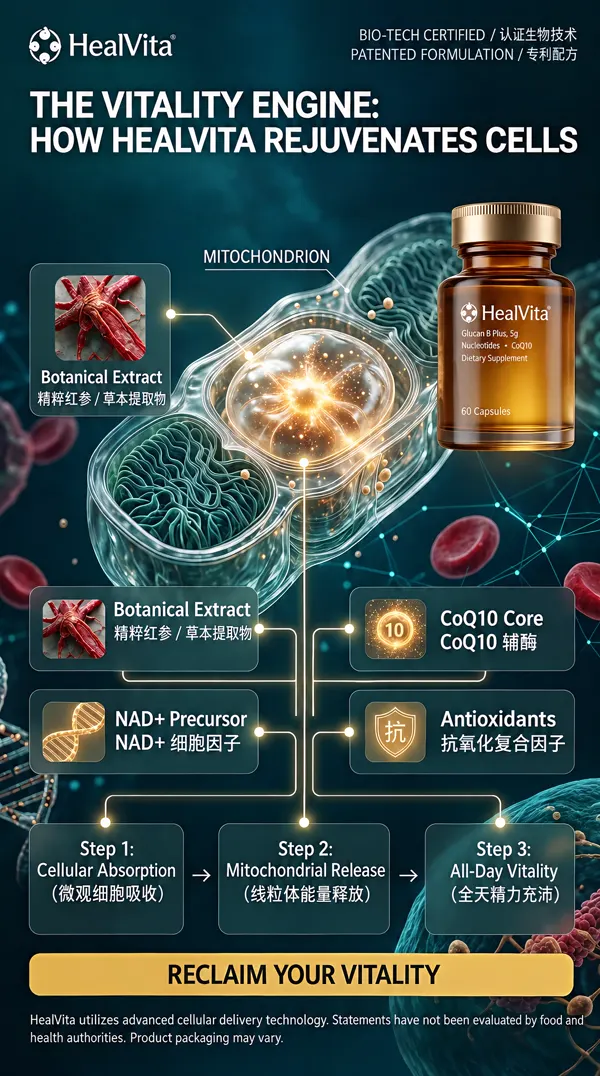 HealVita®
BIO-TECH CERTIFIED / 认证生物技术
PATENTED FORMULATION / 专利配方
THE VITALITY ENGINE:
HOW HEALVITA REJUVENATES CELLS
MITOCHONDRION
Botanical Extract
精粹红参 / 草本提取物
HealVita®
Glucan B Plus, 5g
Nucleotides • CoQ10
Dietary Supplement
60 Capsules
Botanical Extract
精粹红参 / 草本提取物
10
CoQ10 Core
CoQ10 辅酶
NAD+ Precursor
NAD+ 细胞因子
抗
Antioxidants
抗氧化复合因子
Step 1:
Cellular Absorption
（微观细胞吸收）
→
Step 2:
Mitochondrial Release
（线粒体能量释放）
→
Step 3:
All-Day Vitality
（全天精力充沛）
RECLAIM YOUR VITALITY
HealVita utilizes advanced cellular delivery technology. Statements have not been evaluated by food and
health authorities. Product packaging may vary.